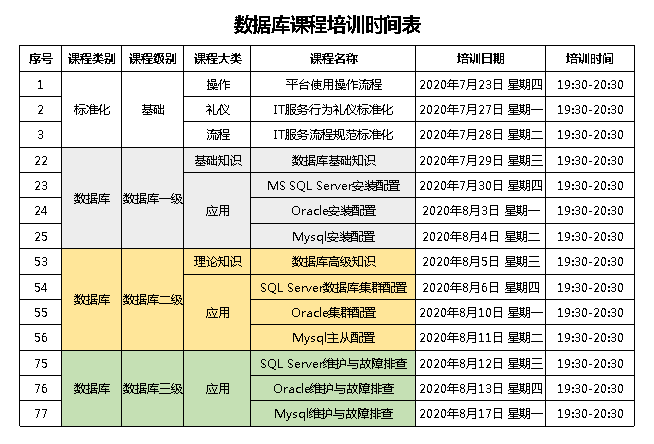 数据库课程培训时间表
序号 课程类别 课程级别 课程大类 课程名称 培训日期 培训时间
1 标准化 基础 操作 平台使用操作流程 2020年7月23日 星期四 19:30-20:30
2 礼仪 IT服务行为礼仪标准化 2020年7月27日 星期一 19:30-20:30
3 流程 IT服务流程规范标准化 2020年7月28日 星期二 19:30-20:30
22 数据库 数据库一级 基础知识 数据库基础知识 2020年7月29日 星期三 19:30-20:30
23 应用 MS SQL Server安装配置 2020年7月30日 星期四 19:30-20:30
24 Oracle安装配置 2020年8月3日 星期一 19:30-20:30
25 Mysql安装配置 2020年8月4日 星期二 19:30-20:30
53 数据库 数据库二级 理论知识 数据库高级知识 2020年8月5日 星期三 19:30-20:30
54 应用 SQL Server数据库集群配置 2020年8月6日 星期四 19:30-20:30
55 Oracle集群配置 2020年8月10日 星期一 19:30-20:30
56 Mysql主从配置 2020年8月11日 星期二 19:30-20:30
75 数据库 数据库三级 应用 SQL Server维护与故障排查 2020年8月12日 星期三 19:30-20:30
76 Oracle维护与故障排查 2020年8月13日 星期四 19:30-20:30
77 Mysql维护与故障排查 2020年8月17日 星期一 19:30-20:30